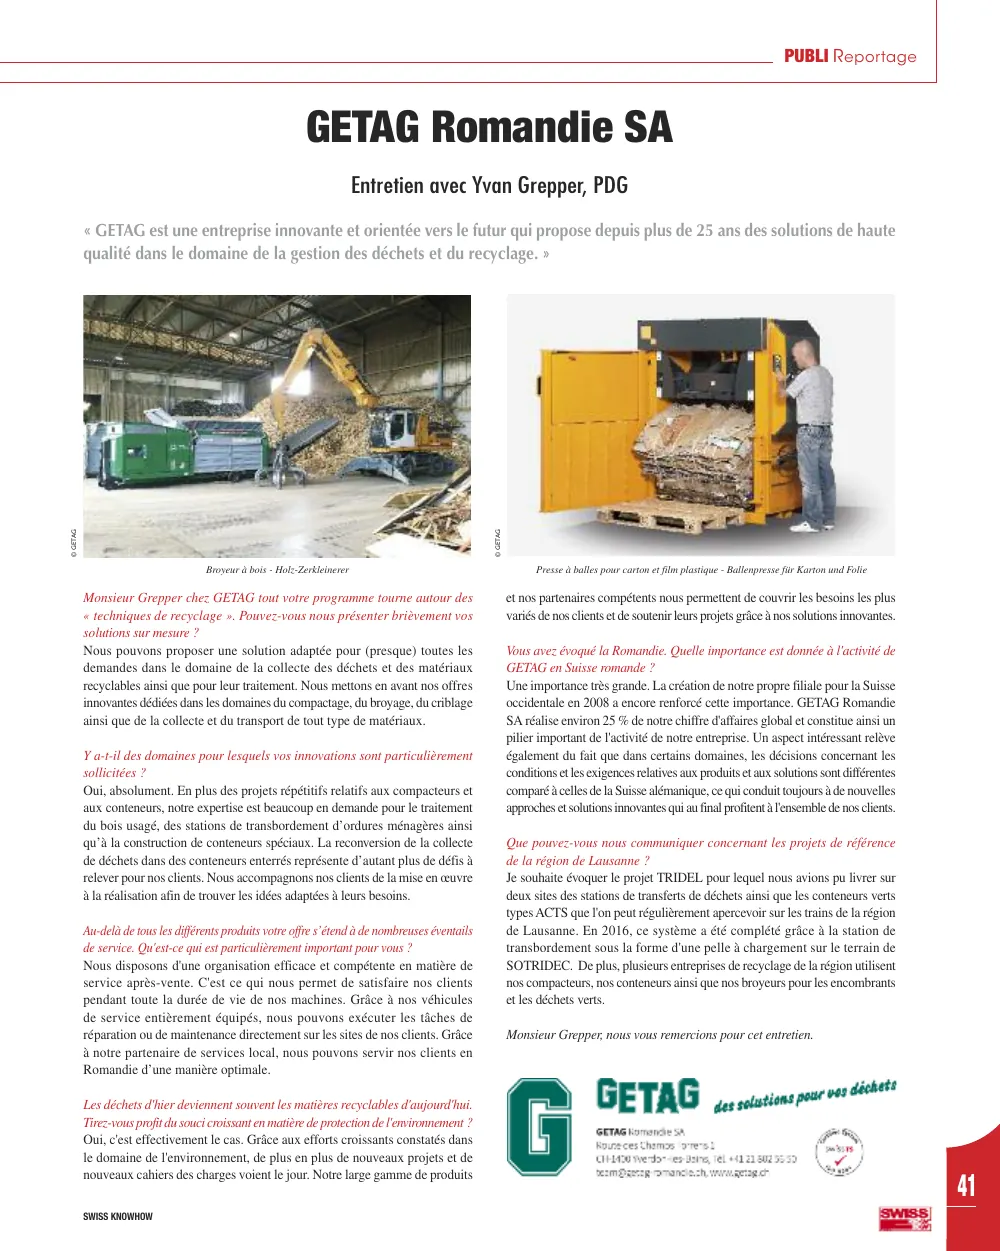 PUBLI Reportage
GETAG Romandie SA
Entretien avec Yvan Grepper, PDG
« GETAG est une entreprise innovante et orientée vers le futur qui propose depuis plus de 25 ans des solutions de haute
qualité dans le domaine de la gestion des déchets et du recyclage. »
© GETAG
© GETAG
Broyeur à bois - Holz-Zerkleinerer
Presse à balles pour carton et film plastique - Ballenpresse für Karton und Folie
Monsieur Grepper chez GETAG tout votre programme tourne autour des
« techniques de recyclage ». Pouvez-vous nous présenter brièvement vos
solutions sur mesure ?
Nous pouvons proposer une solution adaptée pour (presque) toutes les
demandes dans le domaine de la collecte des déchets et des matériaux
recyclables ainsi que pour leur traitement. Nous mettons en avant nos offres
innovantes dédiées dans les domaines du compactage, du broyage, du criblage
ainsi que de la collecte et du transport de tout type de matériaux.
Y a-t-il des domaines pour lesquels vos innovations sont particulièrement
sollicitées ?
Oui, absolument. En plus des projets répétitifs relatifs aux compacteurs et
aux conteneurs, notre expertise est beaucoup en demande pour le traitement
du bois usagé, des stations de transbordement d’ordures ménagères ainsi
qu’à la construction de conteneurs spéciaux. La reconversion de la collecte
de déchets dans des conteneurs enterrés représente d’autant plus de défis à
relever pour nos clients. Nous accompagnons nos clients de la mise en œuvre
à la réalisation afin de trouver les idées adaptées à leurs besoins.
Au-delà de tous les différents produits votre offre s’étend à de nombreuses éventails
de service. Qu'est-ce qui est particulièrement important pour vous ?
Nous disposons d'une organisation efficace et compétente en matière de
service après-vente. C'est ce qui nous permet de satisfaire nos clients
pendant toute la durée de vie de nos machines. Grâce à nos véhicules
de service entièrement équipés, nous pouvons exécuter les tâches de
réparation ou de maintenance directement sur les sites de nos clients. Grâce
à notre partenaire de services local, nous pouvons servir nos clients en
Romandie d’une manière optimale.
Les déchets d'hier deviennent souvent les matières recyclables d'aujourd'hui.
Tirez-vous profit du souci croissant en matière de protection de l'environnement ?
Oui, c'est effectivement le cas. Grâce aux efforts croissants constatés dans
le domaine de l'environnement, de plus en plus de nouveaux projets et de
nouveaux cahiers des charges voient le jour. Notre large gamme de produits
et nos partenaires compétents nous permettent de couvrir les besoins les plus
variés de nos clients et de soutenir leurs projets grâce à nos solutions innovantes.
Vous avez évoqué la Romandie. Quelle importance est donnée à l'activité de
GETAG en Suisse romande ?
Une importance très grande. La création de notre propre filiale pour la Suisse
occidentale en 2008 a encore renforcé cette importance. GETAG Romandie
SA réalise environ 25 % de notre chiffre d'affaires global et constitue ainsi un
pilier important de l'activité de notre entreprise. Un aspect intéressant relève
également du fait que dans certains domaines, les décisions concernant les
conditions et les exigences relatives aux produits et aux solutions sont différentes
comparé à celles de la Suisse alémanique, ce qui conduit toujours à de nouvelles
approches et solutions innovantes qui au final profitent à l'ensemble de nos clients.
Que pouvez-vous nous communiquer concernant les projets de référence
de la région de Lausanne ?
Je souhaite évoquer le projet TRIDEL pour lequel nous avions pu livrer sur
deux sites des stations de transferts de déchets ainsi que les conteneurs verts
types ACTS que l'on peut régulièrement apercevoir sur les trains de la région
de Lausanne. En 2016, ce système a été complété grâce à la station de
transbordement sous la forme d'une pelle à chargement sur le terrain de
SOTRIDEC. De plus, plusieurs entreprises de recyclage de la région utilisent
nos compacteurs, nos conteneurs ainsi que nos broyeurs pour les encombrants
et les déchets verts.
Monsieur Grepper, nous vous remercions pour cet entretien.
G
GETAG des solutions pour vos déchets
GETAG Romandie SA
Route des Champs Torrens 1
CH-1400 Yverdon-les-Bains, Tél. +41 21 802 55 50
team@getag-romandie.ch, www.getag.ch
SWISS TS
41
SWISS KNOWHOW
SWISS